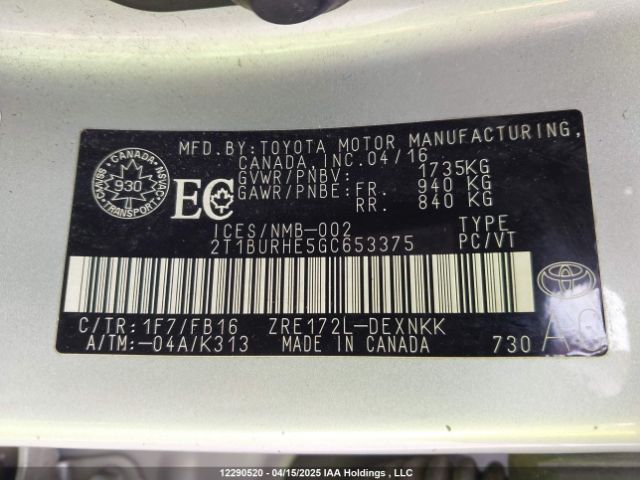 MFD.BY:TOYOTA MOTOR MANUFACTURING,
CANADA, INC.04/16
GVWR/PNBV: 1735KG
GAWR/PNBE: FR. 940 KG
RR. 840 KG
CANADA
930
TRANSPORT
EC
ICES/NMB-002 TYPE
2T1BURHE5GC653375 PC/VT
C/TR:1F7/FB16 ZRE172L-DEXNKK
A/TM:-04A/K313 MADE IN CANADA 730
12290520 - 04/15/2025 IAA Holdings , LLC